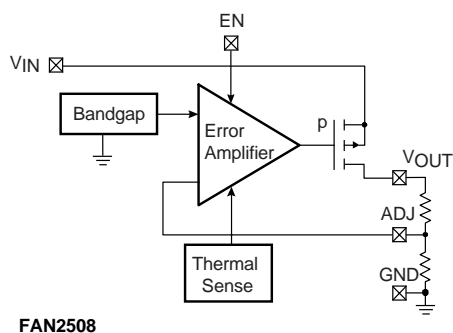 EN
VIN
Bandgap
Error
Amplifier
p
VOUT
ADJ
Thermal
Sense
GND
FAN2508